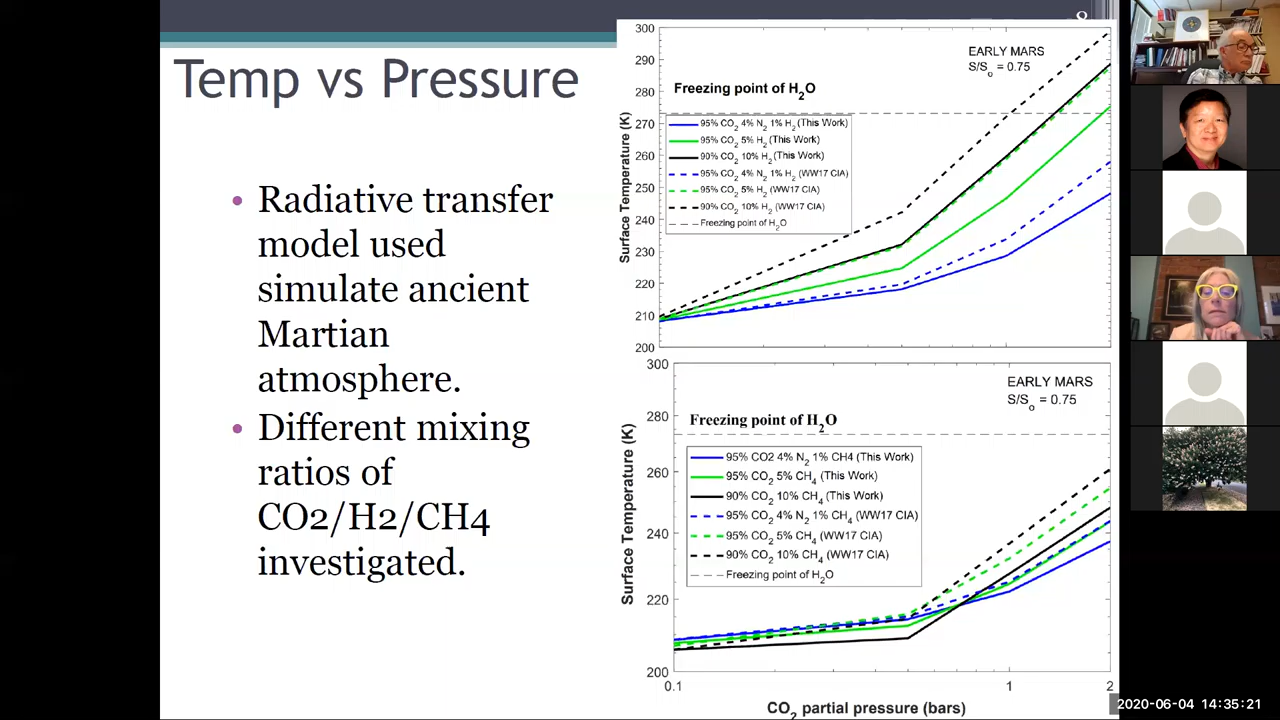 8
Temp vs Pressure
• Radiative transfer
model used
simulate ancient
Martian
atmosphere.
• Different mixing
ratios of
CO2/H2/CH4
investigated.
300
290
280
270
260
250
240
230
220
210
200
Surface Temperature (K)
EARLY MARS
S/So = 0.75
Freezing point of H2O
95% CO2 4% N2 1% H2 (This Work)
95% CO2 5% H2 (This Work)
90% CO2 10% H2 (This Work)
95% CO2 4% N2 1% H2 (WW17 CIA)
95% CO2 5% H2 (WW17 CIA)
90% CO2 10% H2 (WW17 CIA)
Freezing point of H2O
300
280
260
240
220
200
Surface Temperature (K)
EARLY MARS
S/So = 0.75
Freezing point of H2O
95% CO2 4% N2 1% CH4 (This Work)
95% CO2 5% CH4 (This Work)
90% CO2 10% CH4 (This Work)
95% CO2 4% N2 1% CH4 (WW17 CIA)
95% CO2 5% CH4 (WW17 CIA)
90% CO2 10% CH4 (WW17 CIA)
Freezing point of H2O
0.1 1 2
CO2 partial pressure (bars)
2020-06-04 14:35:21